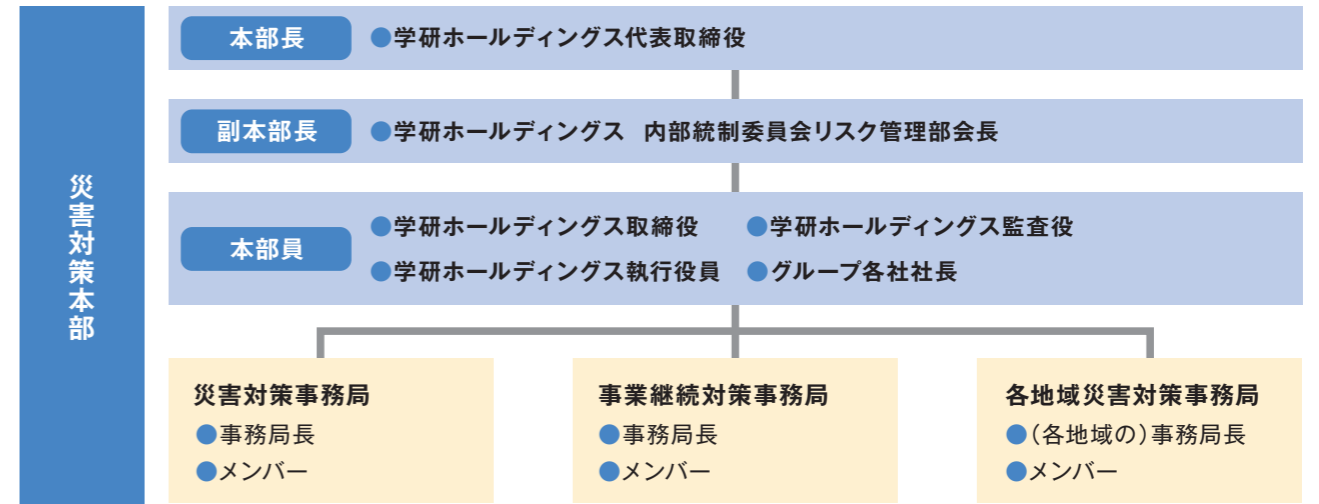 災害対策本部
本部長
●学研ホールディングス代表取締役
副本部長
●学研ホールディングス 内部統制委員会リスク管理部会長
本部員
●学研ホールディングス取締役 ●学研ホールディングス監査役
●学研ホールディングス執行役員 ●グループ各社社長
災害対策事務局
●事務局長
●メンバー
事業継続対策事務局
●事務局長
●メンバー
各地域災害対策事務局
●(各地域の)事務局長
●メンバー